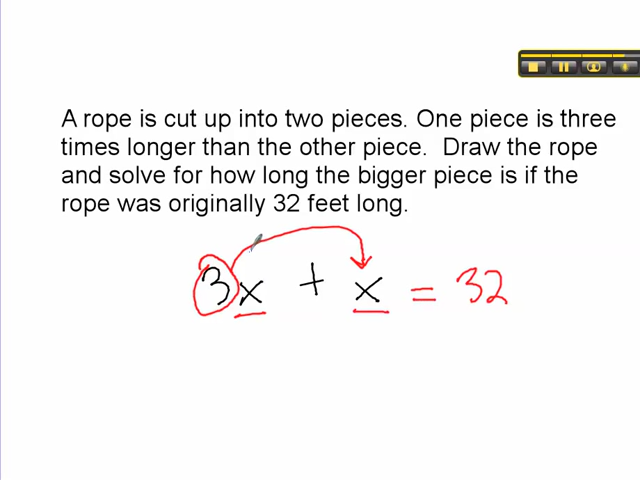 A rope is cut up into two pieces. One piece is three
times longer than the other piece. Draw the rope
and solve for how long the bigger piece is if the
rope was originally 32 feet long.
3x + x = 32